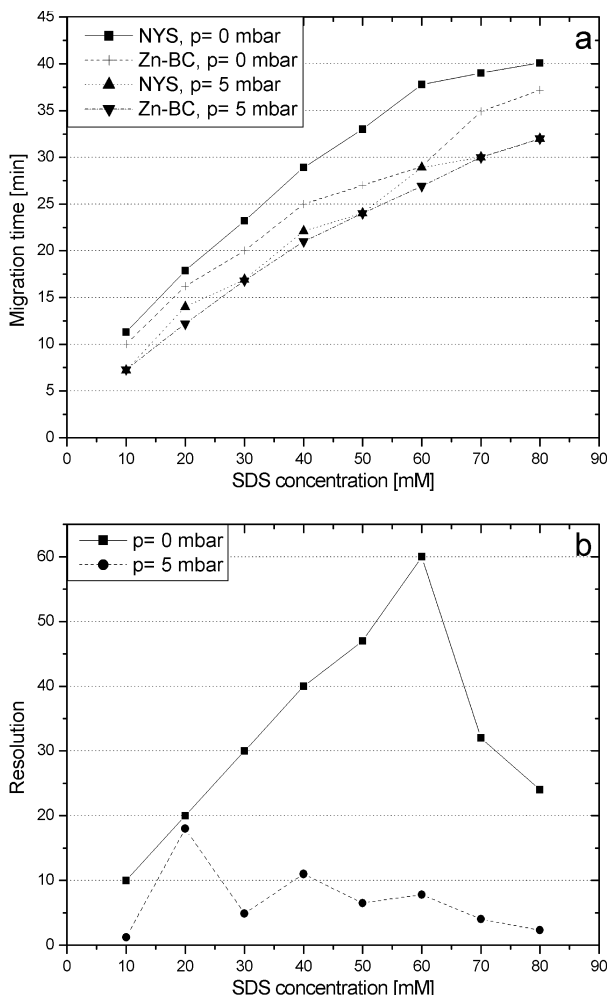 NYS, p= 0 mbar
Zn-BC, p= 0 mbar
NYS, p= 5 mbar
Zn-BC, p= 5 mbar
a
45
40
35
30
25
20
15
10
5
0
Migration time [min]
0 10 20 30 40 50 60 70 80 90
SDS concentration [mM]
p= 0 mbar
p= 5 mbar
b
60
50
40
30
20
10
0
Resolution
0 10 20 30 40 50 60 70 80 90
SDS concentration [mM]